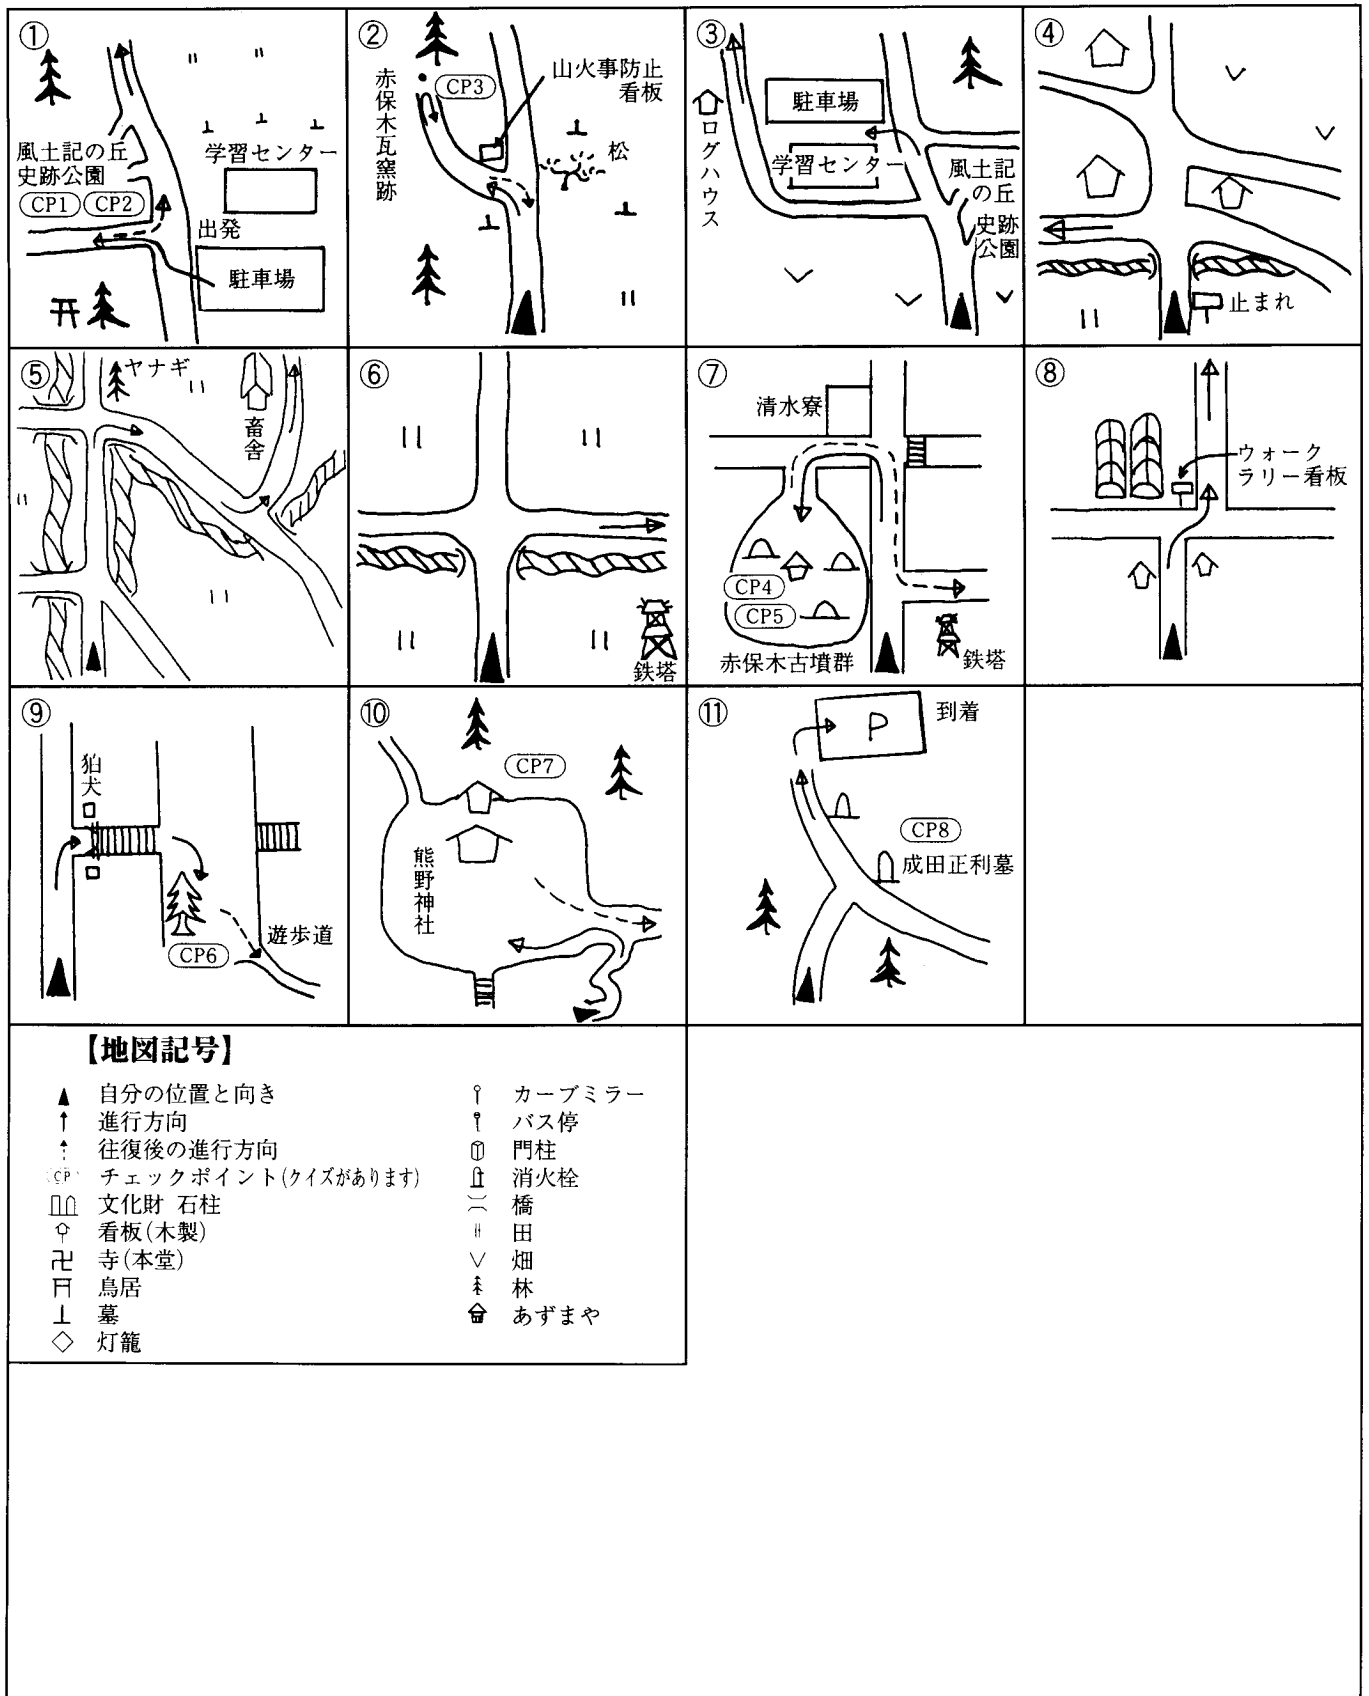 ①
風土記の丘
史跡公園
CP1 CP2
学習センター
出発
駐車場
②
赤保木瓦窯跡
CP3
山火事防止
看板
松
③
ログハウス
駐車場
学習センター
風土記
の丘
史跡
公園
④
止まれ
⑤
ヤナギ
畜舎
⑥
鉄塔
⑦
清水寮
CP4
CP5
赤保木古墳群
鉄塔
⑧
ウォーク
ラリー看板
⑨
狛犬
CP6
遊歩道
⑩
CP7
熊野神社
⑪
P
到着
CP8
成田正利墓
【地図記号】
自分の位置と向き
進行方向
往復後の進行方向
CP チェックポイント(クイズがあります)
文化財 石柱
看板(木製)
寺(本堂)
鳥居
墓
灯籠
カーブミラー
バス停
門柱
消火栓
橋
田
畑
林
あずまや